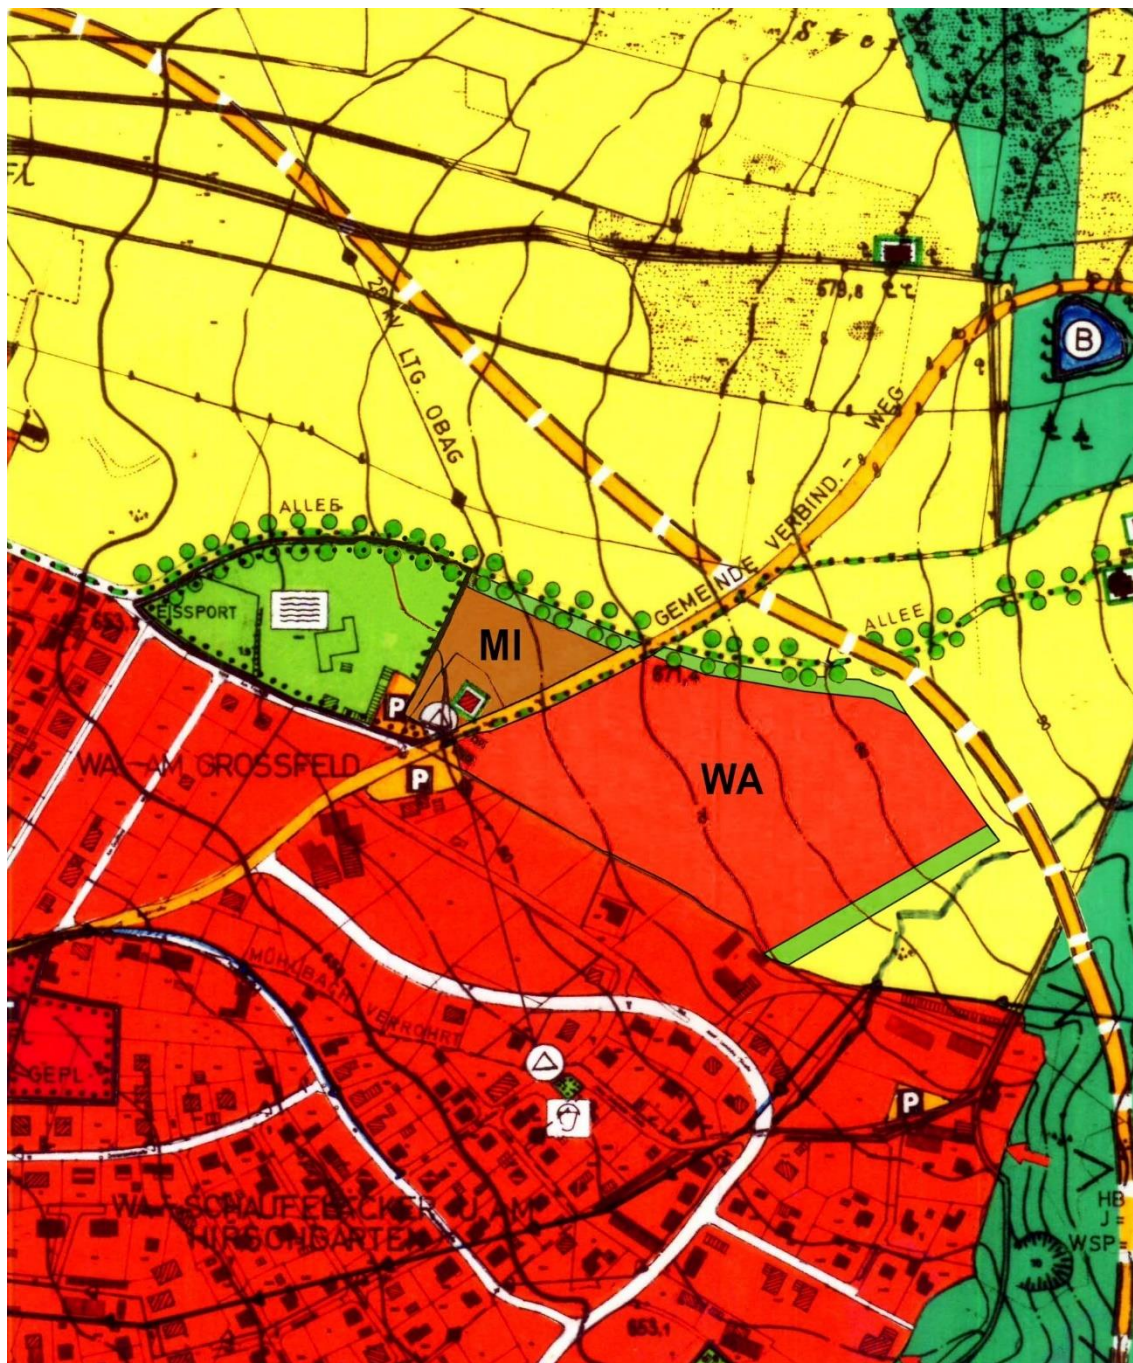 S t e i
e l
20 KV LTG. OBAG
579,8
B
WEG
GEMEINDE VERBIND.-
ALLEE
EISSPORT
MI
ALLEE
671,4
P
WA
WA - AM GROSSFELD
P
MÜHLBACH VERROHRT
GEPL.
P
WA - SCHAUFELÄCKER U. AM
HIRSCHGARTEN
HB
J =
WSP =
653,1